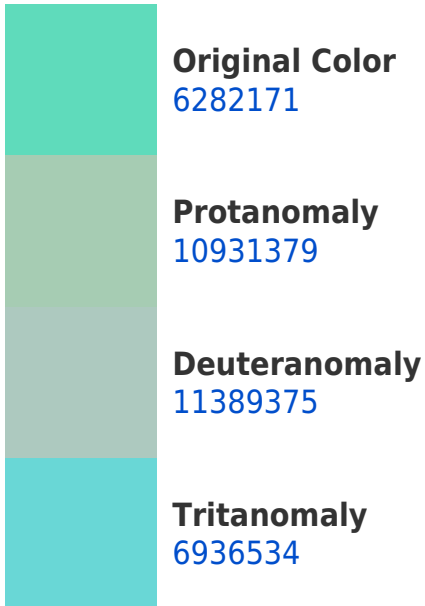 Original Color
6282171
Protanomaly
10931379
Deuteranomaly
11389375
Tritanomaly
6936534